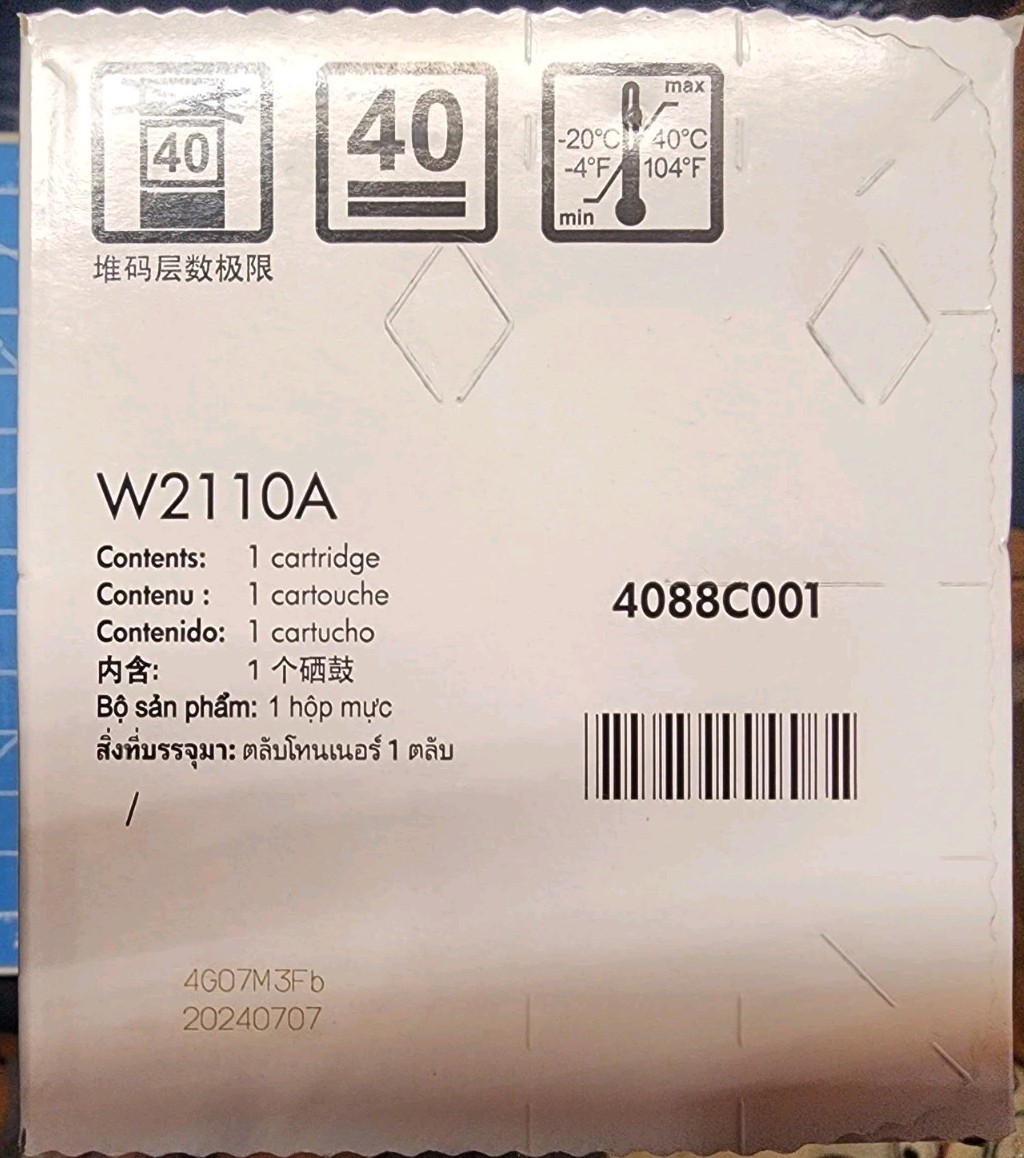 40
40
max
-20°C 40°C
-4°F 104°F
min
堆码层数极限
W2110A
Contents: 1 cartridge
Contenu : 1 cartouche
Contenido: 1 cartucho
内含: 1 个硒鼓
Bộ sản phẩm: 1 hộp mực
สิ่งที่บรรจุมา: ตลับโทนเนอร์ 1 ตลับ
/
4088C001
4G07M3Fb
20240707